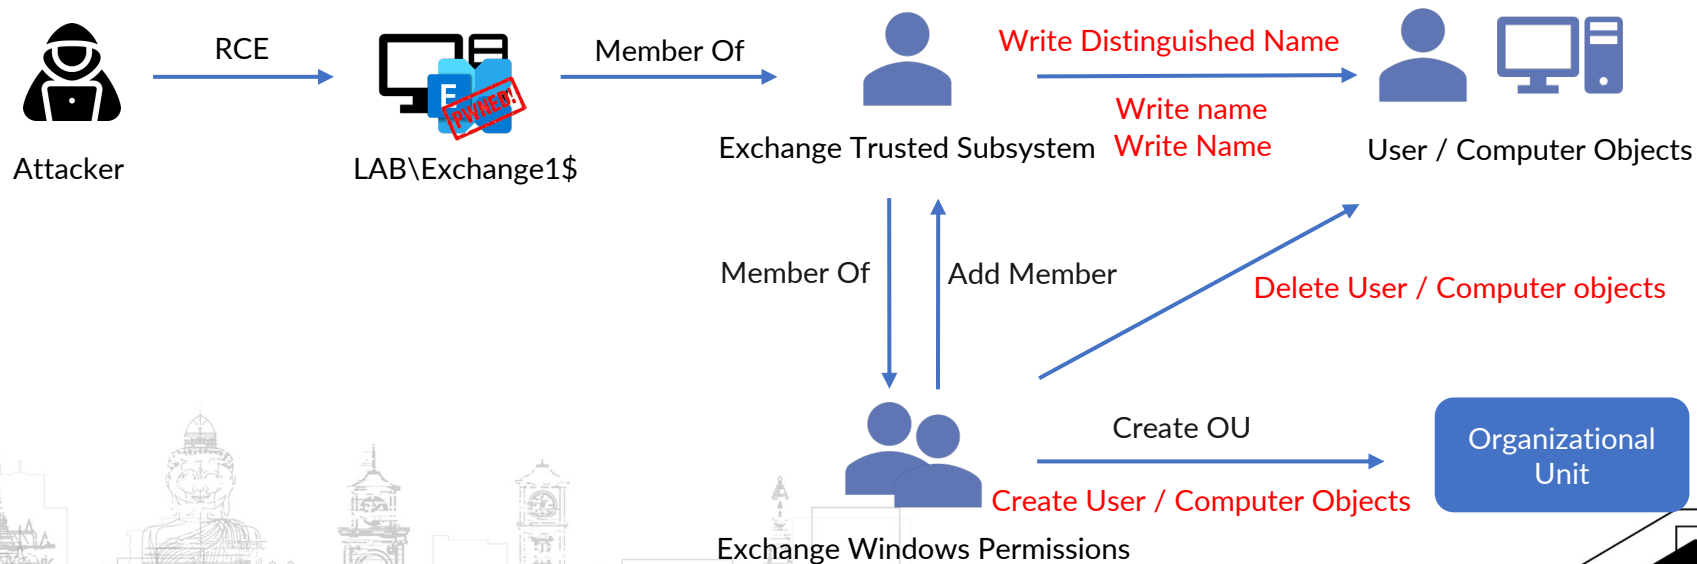 RCE
Member Of
Write Distinguished Name
E
PWNED!
Write name
Attacker
LAB\Exchange1$
Exchange Trusted Subsystem
Write Name
User / Computer Objects
Member Of
Add Member
Delete User / Computer objects
Create OU
Organizational
Unit
Create User / Computer Objects
Exchange Windows Permissions